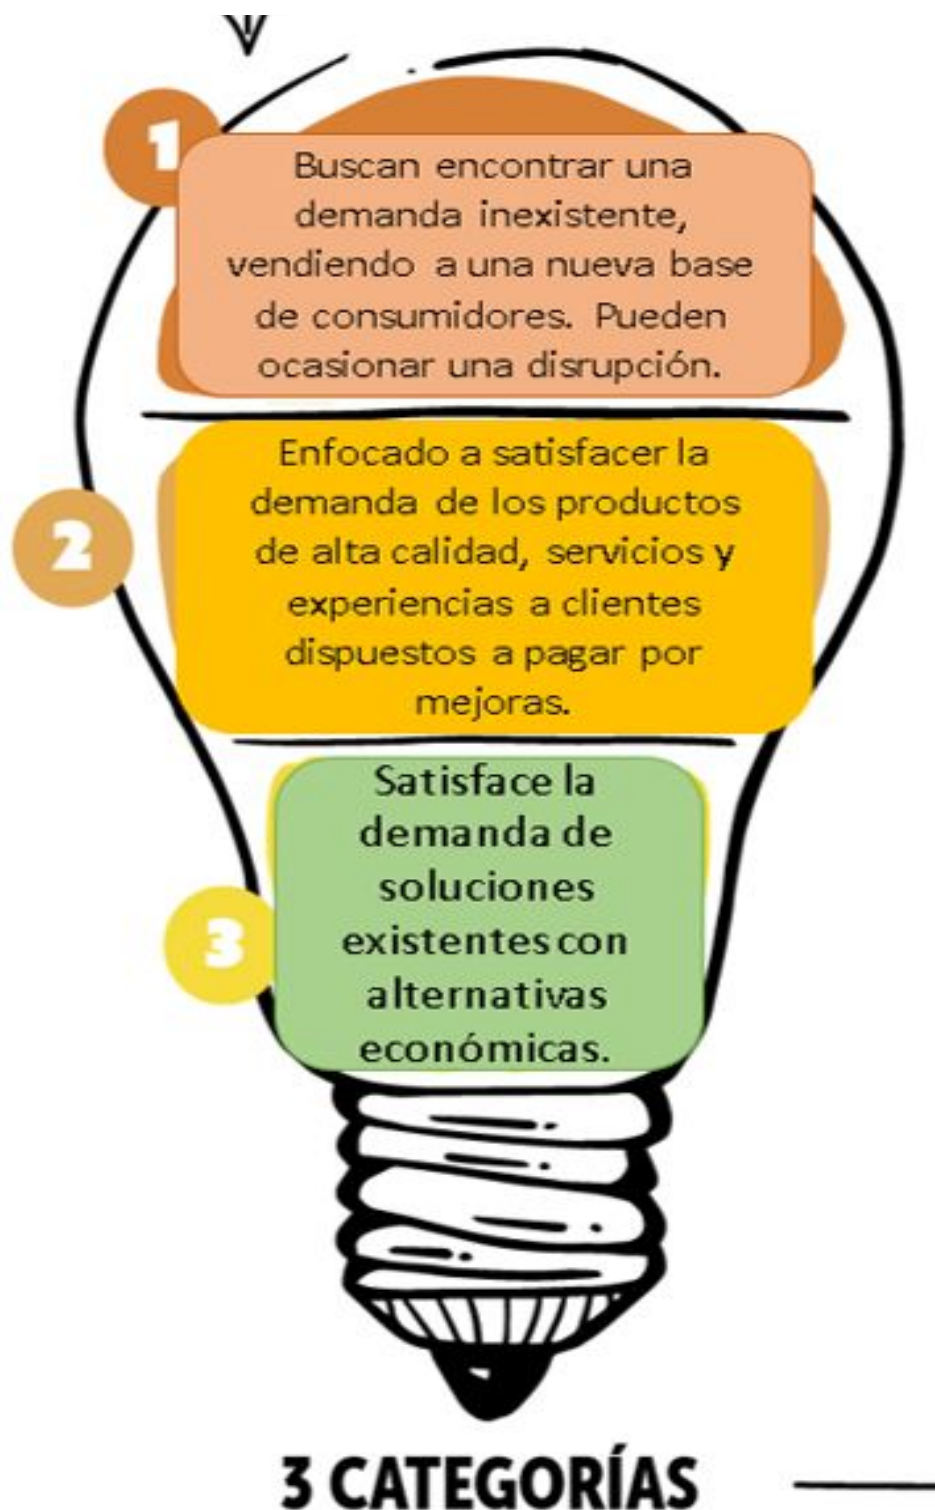 1
Buscan encontrar una
demanda inexistente,
vendiendo a una nueva base
de consumidores. Pueden
ocasionar una disrupción.
2
Enfocado a satisfacer la
demanda de los productos
de alta calidad, servicios y
experiencias a clientes
dispuestos a pagar por
mejoras.
3
Satisface la
demanda de
soluciones
existentes con
alternativas
económicas.
3 CATEGORÍAS